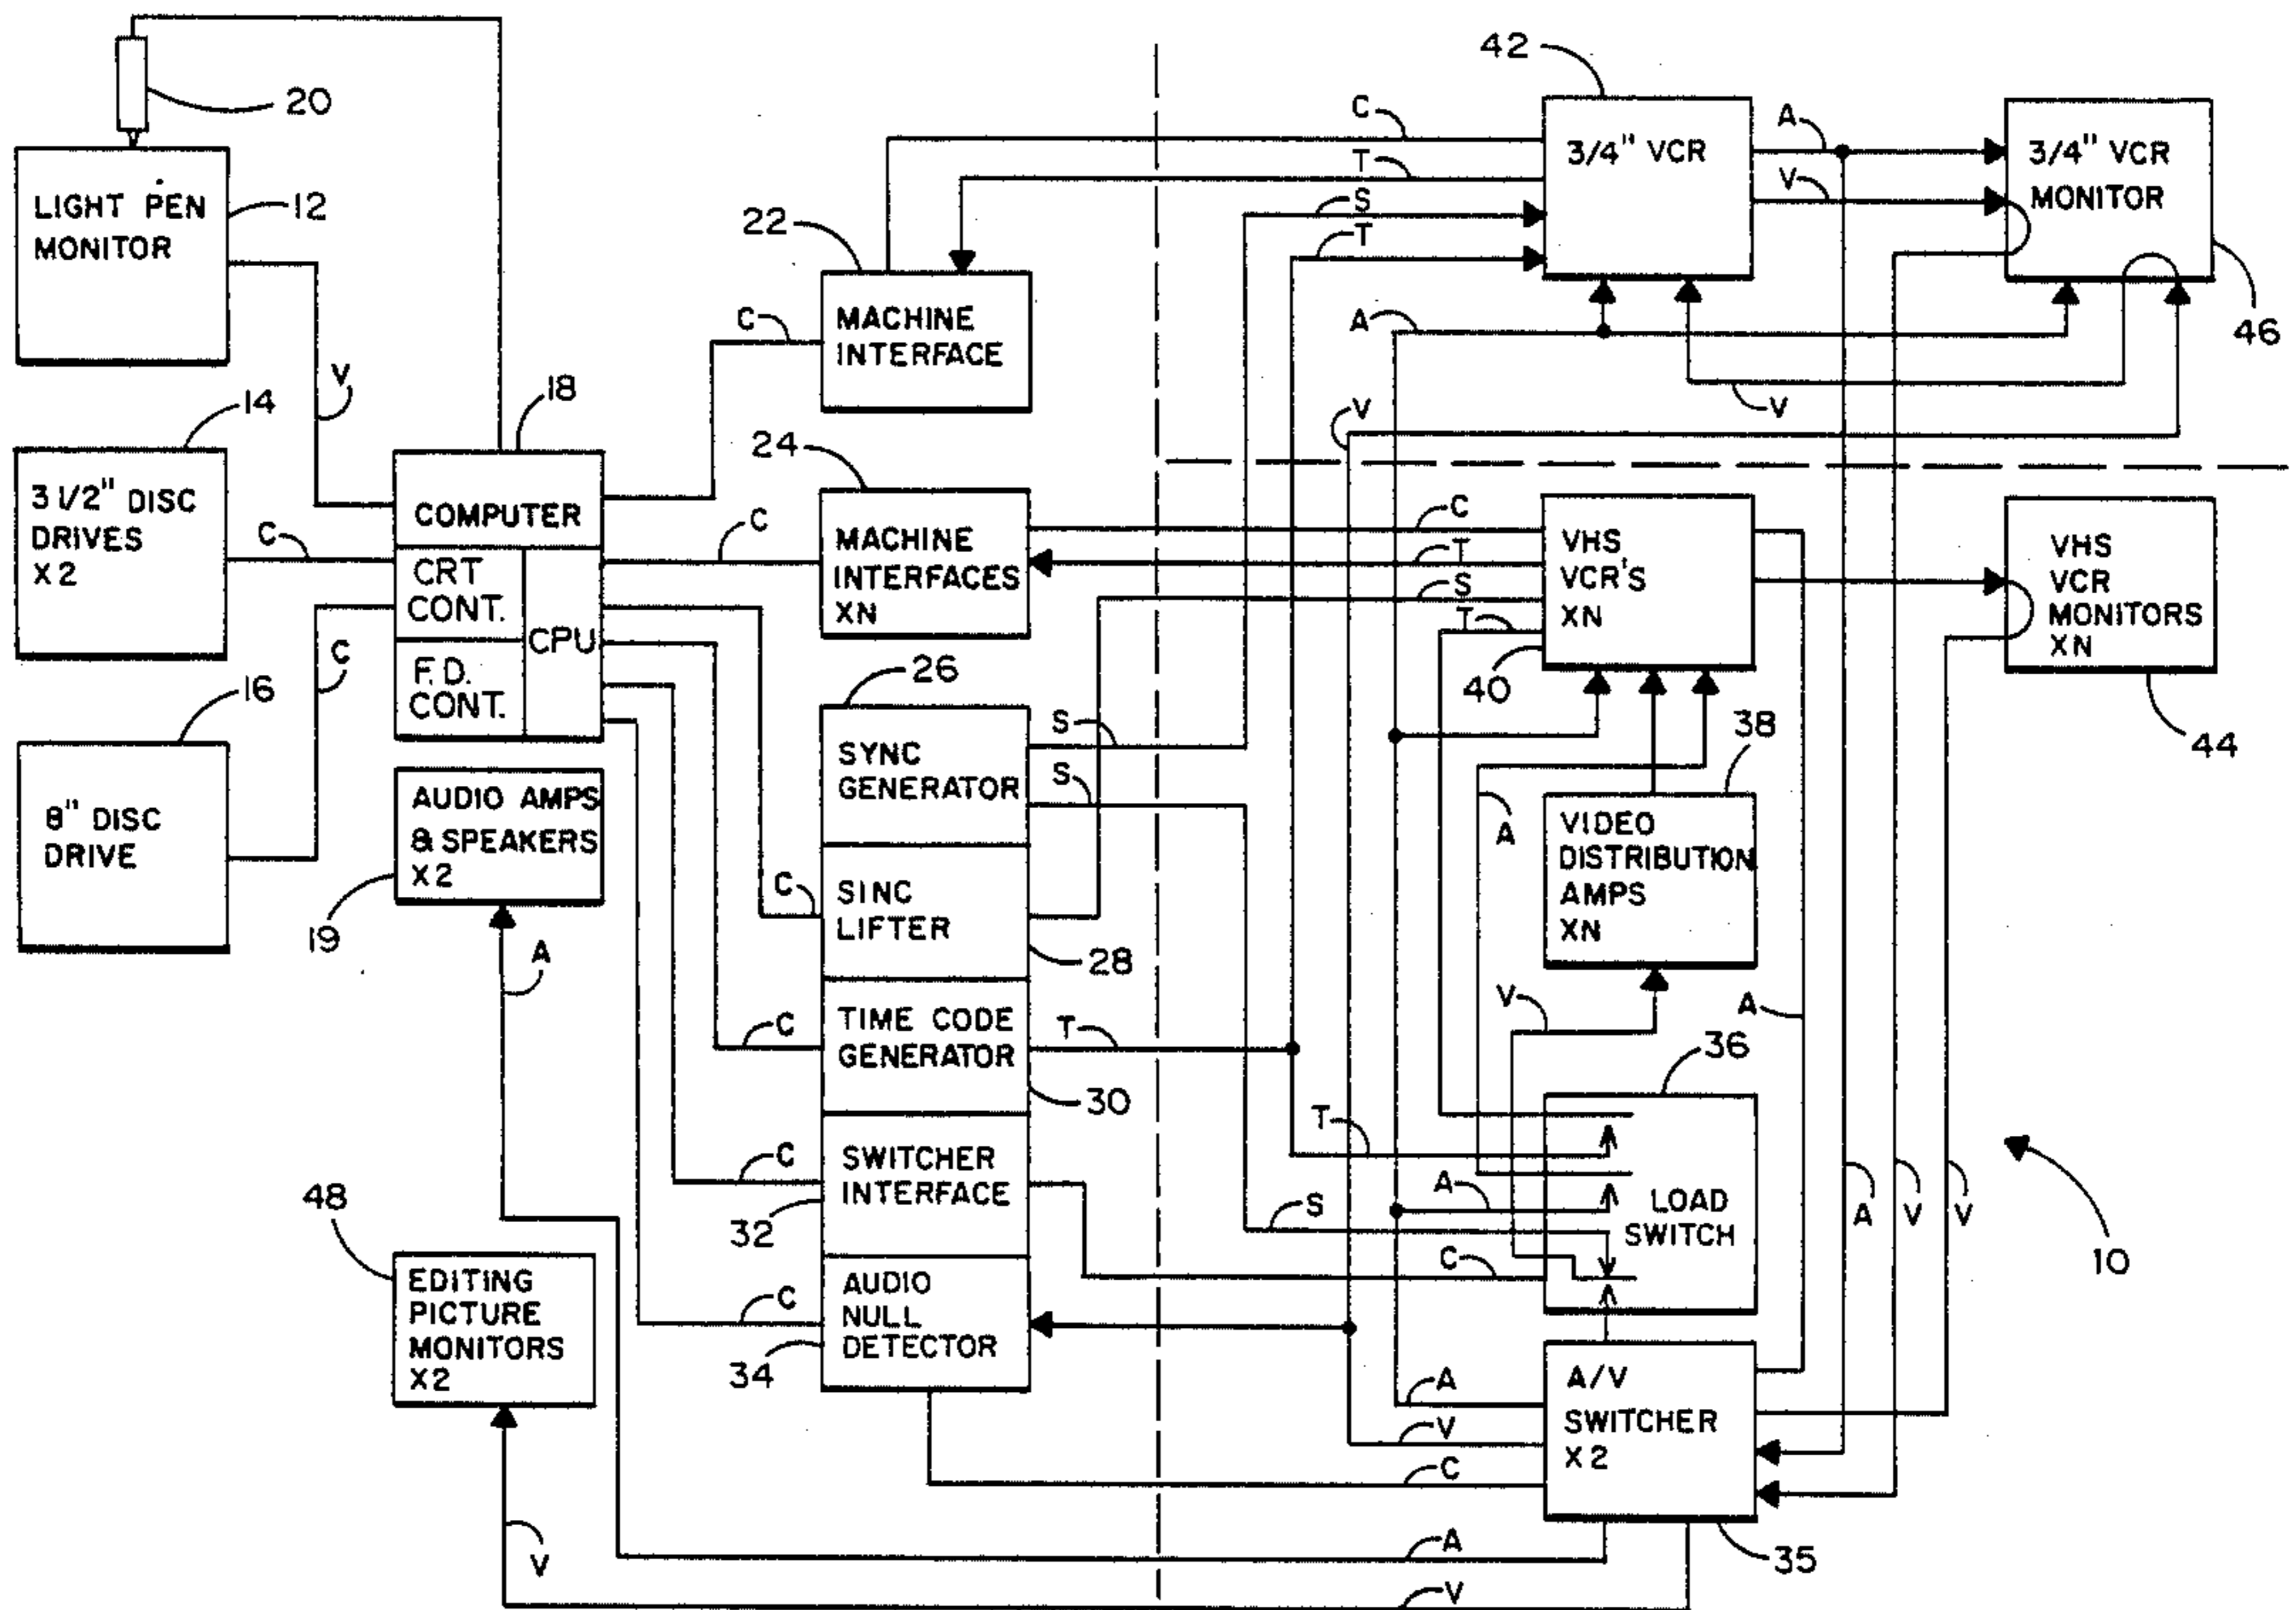 42
20
C
A
3/4" VCR
3/4" VCR
MONITOR
T
V
LIGHT PEN
MONITOR
12
S
22
T
MACHINE
INTERFACE
C
A
46
V
18
V
V
14
24
3 1/2" DISC
DRIVES
X2
COMPUTER
C
C
C
MACHINE
INTERFACES
XN
VHS
VCR'S
XN
VHS
VCR
MONITORS
XN
CRT
CONT.
T
S
T
CPU
C
F.D.
CONT.
26
40
16
S
38
44
SYNC
GENERATOR
S
AUDIO AMPS
& SPEAKERS
X2
8" DISC
DRIVE
A
VIDEO
DISTRIBUTION
AMPS
XN
C
SINC
LIFTER
19
A
28
V
A
TIME CODE
GENERATOR
C
T
36
30
T
SWITCHER
INTERFACE
C
48
A
LOAD
SWITCH
S
A
V
V
32
C
10
EDITING
PICTURE
MONITORS
X2
AUDIO
NULL
DETECTOR
C
34
A
A/V
SWITCHER
X2
V
C
A
35
V
V